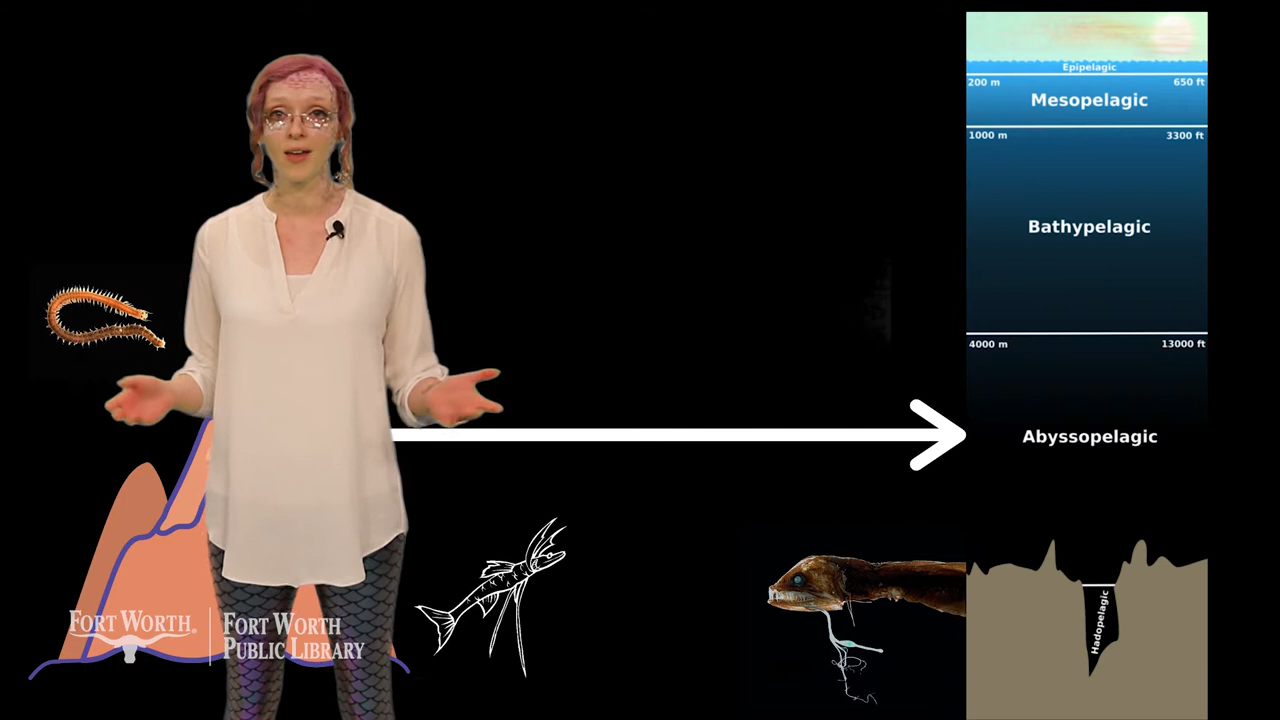 Epipelagic
200 m 650 ft
Mesopelagic
1000 m 3300 ft
Bathypelagic
4000 m 13000 ft
Abyssopelagic
Hadopelagic
FORT WORTH®
FORT WORTH
PUBLIC LIBRARY